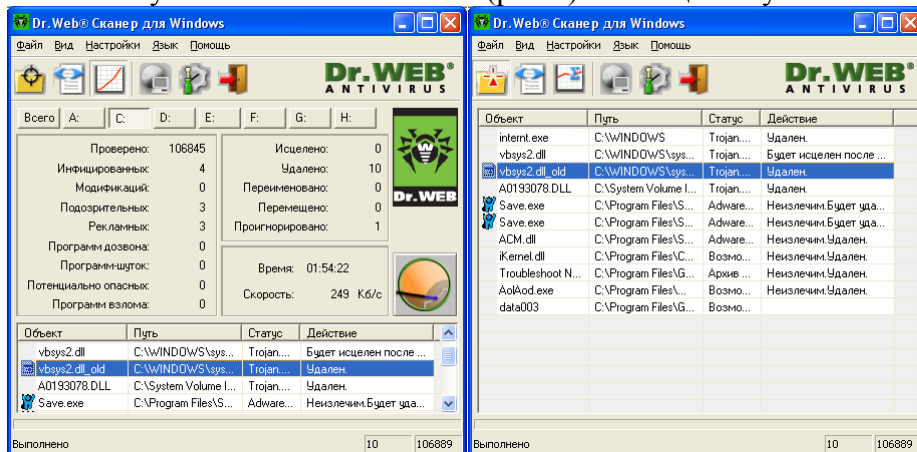 Dr.Web® Сканер для Windows
Файл Вид Настройки Язык Помощь
Dr.WEB®
ANTIVIRUS
Всего A: C: D: E: F: G: H:
Проверено: 106845
Инфицированных: 4
Модификаций: 0
Подозрительных: 3
Рекламных: 3
Программ дозвона: 0
Программ-шуток: 0
Потенциально опасных: 0
Программ взлома: 0
Исцелено: 0
Удалено: 10
Переименовано: 0
Перемещено: 0
Проигнорировано: 1
Время: 01:54:22
Скорость: 249 Кб/с
Dr.WEB
Объект Путь Статус Действие
vbsys2.dll C:\WINDOWS\sys... Trojan.... Будет исцелен после ...
vbsys2.dll_old C:\WINDOWS\sys... Trojan.... Удален.
A0193078.DLL C:\System Volume I... Trojan.... Удален.
Save.exe C:\Program Files\S... Adware... Неизлечим.Будет уда...
Выполнено 10 106889
Dr.Web® Сканер для Windows
Файл Вид Настройки Язык Помощь
Dr.WEB®
ANTIVIRUS
Объект Путь Статус Действие
internt.exe C:\WINDOWS Trojan.... Удален.
vbsys2.dll C:\WINDOWS\sys... Trojan.... Будет исцелен после ...
vbsys2.dll_old C:\WINDOWS\sys... Trojan.... Удален.
A0193078.DLL C:\System Volume I... Trojan.... Удален.
Save.exe C:\Program Files\S... Adware... Неизлечим.Будет уда...
Save.exe C:\Program Files\S... Adware... Неизлечим.Будет уда...
ACM.dll C:\Program Files\S... Adware... Неизлечим.Удален.
iKernel.dll C:\Program Files\C... Возмо... Неизлечим.Удален.
Troubleshoot N... C:\Program Files\G... Архив ... Неизлечим.Удален.
AolAod.exe C:\Program Files\... Возмо... Неизлечим.Удален.
data003 C:\Program Files\G... Возмо...
Выполнено 10 106889